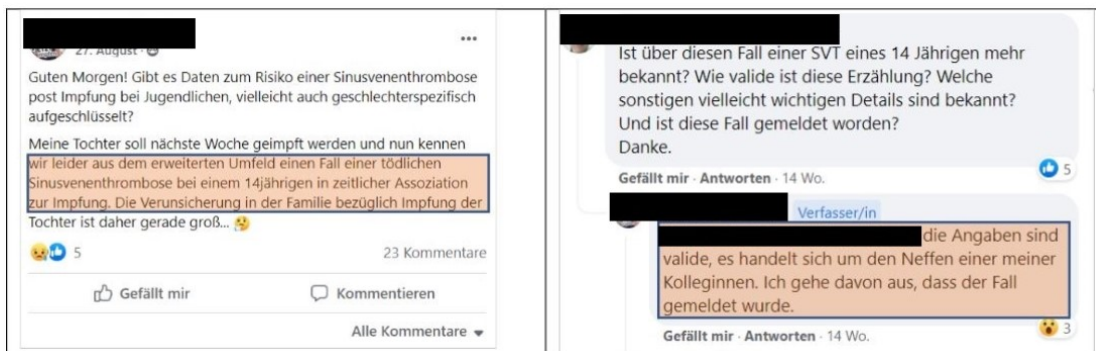 27. August ·
Guten Morgen! Gibt es Daten zum Risiko einer Sinusvenenthrombose
post Impfung bei Jugendlichen, vielleicht auch geschlechterspezifisch
aufgeschlüsselt?
Meine Tochter soll nächste Woche geimpft werden und nun kennen
wir leider aus dem erweiterten Umfeld einen Fall einer tödlichen
Sinusvenenthrombose bei einem 14jährigen in zeitlicher Assoziation
zur Impfung. Die Verunsicherung in der Familie bezüglich Impfung der
Tochter ist daher gerade groß...
5
23 Kommentare
Gefällt mir
Kommentieren
Alle Kommentare
Ist über diesen Fall einer SVT eines 14 Jährigen mehr
bekannt? Wie valide ist diese Erzählung? Welche
sonstigen vielleicht wichtigen Details sind bekannt?
Und ist diese Fall gemeldet worden?
Danke.
5
Gefällt mir · Antworten · 14 Wo.
Verfasser/in
die Angaben sind
valide, es handelt sich um den Neffen einer meiner
Kolleginnen. Ich gehe davon aus, dass der Fall
gemeldet wurde.
3
Gefällt mir · Antworten · 14 Wo.